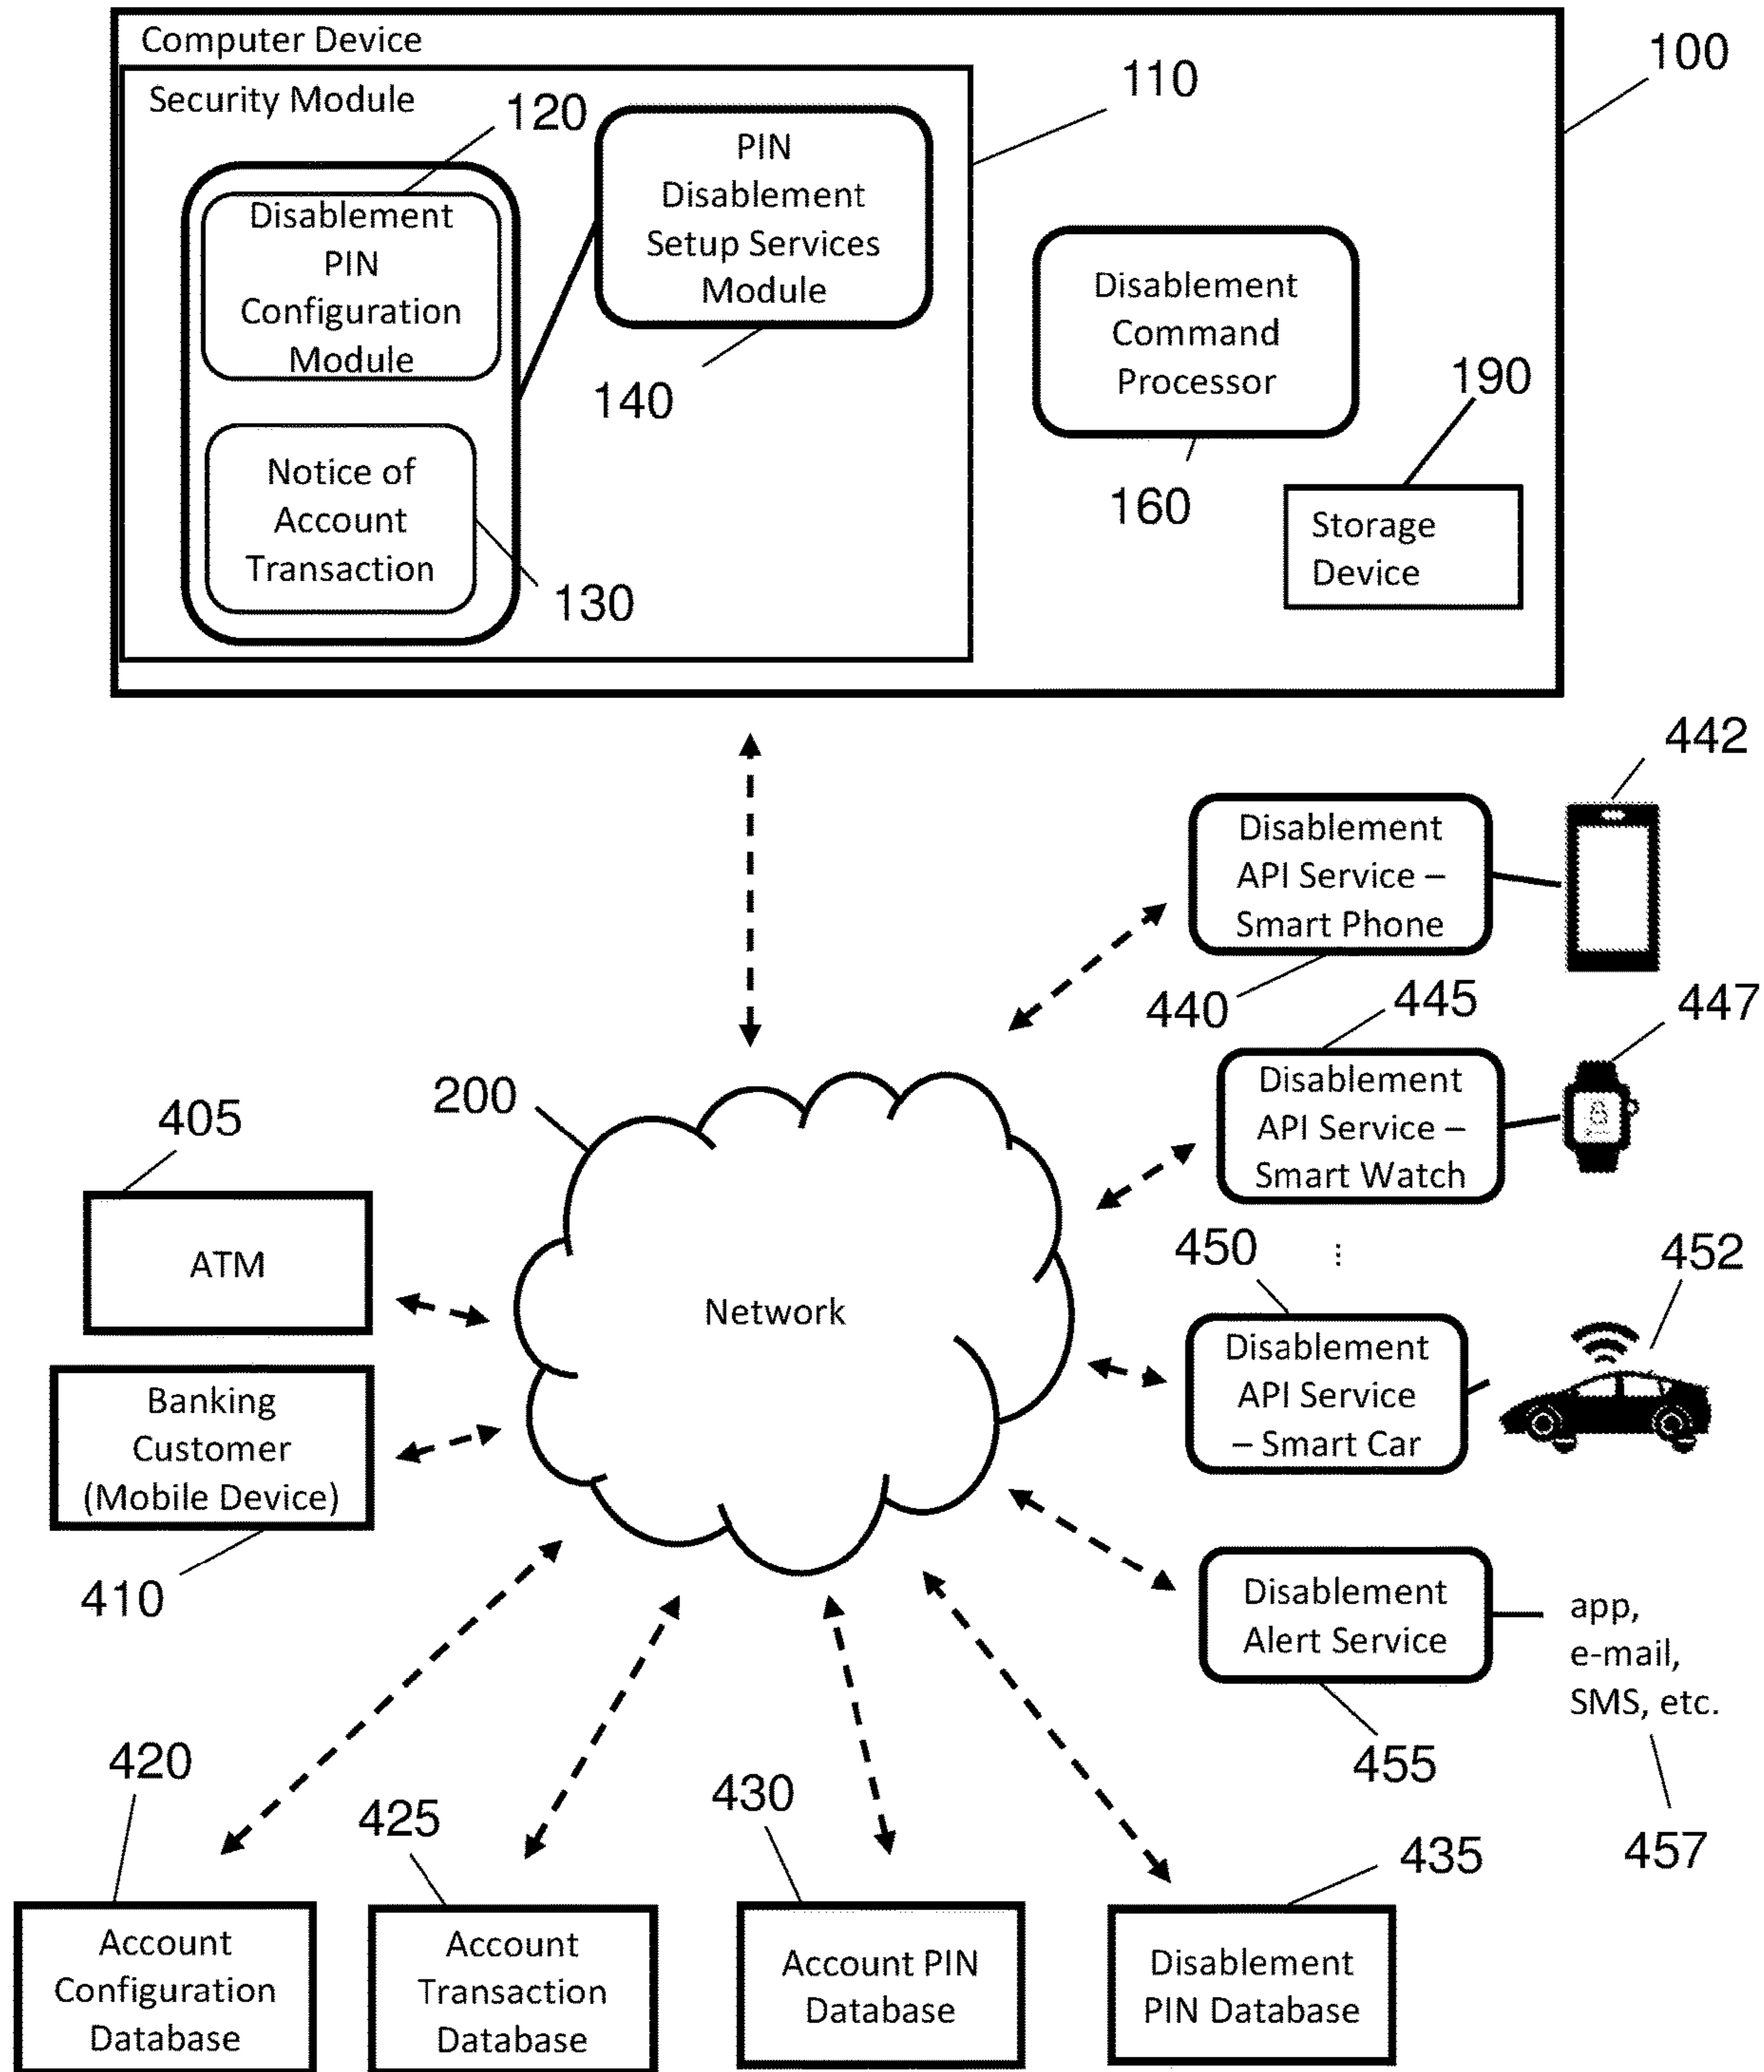 Computer Device
100
Security Module
110
120
PIN
Disablement
Setup Services
Module
140
Disablement
PIN
Configuration
Module
Notice of
Account
Transaction
130
Disablement
Command
Processor
160
190
Storage
Device
442
Disablement
API Service –
Smart Phone
440
445
447
Disablement
API Service –
Smart Watch
200
405
ATM
Network
450
...
452
Disablement
API Service
– Smart Car
Banking
Customer
(Mobile Device)
410
Disablement
Alert Service
app,
e-mail,
SMS, etc.
455
457
420
425
430
435
Account
Configuration
Database
Account
Transaction
Database
Account PIN
Database
Disablement
PIN Database